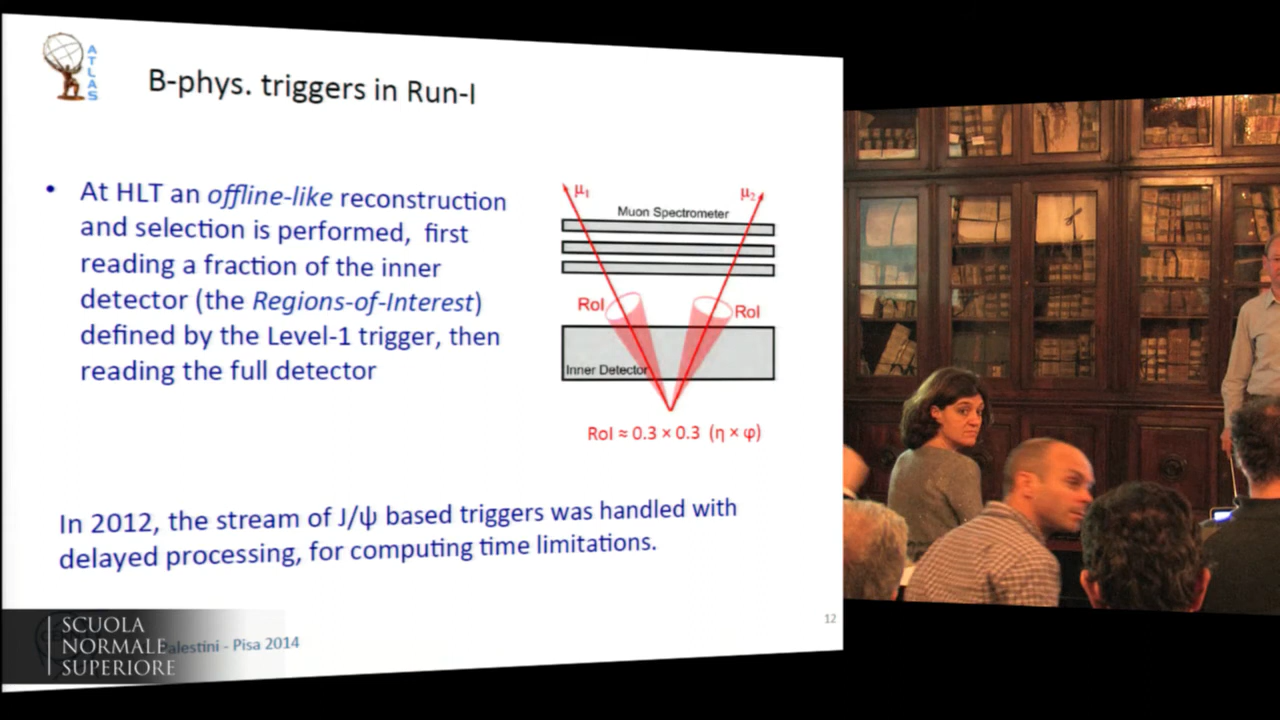 ATLAS
B-phys. triggers in Run-I
• At HLT an offline-like reconstruction
and selection is performed, first
reading a fraction of the inner
detector (the Regions-of-Interest)
defined by the Level-1 trigger, then
reading the full detector
μ1
μ2
Muon Spectrometer
RoI
RoI
Inner Detector
RoI ≈ 0.3 × 0.3 (η × φ)
In 2012, the stream of J/ψ based triggers was handled with
delayed processing, for computing time limitations.
12
SCUOLA
NORMALE
SUPERIORE
Palestini - Pisa 2014